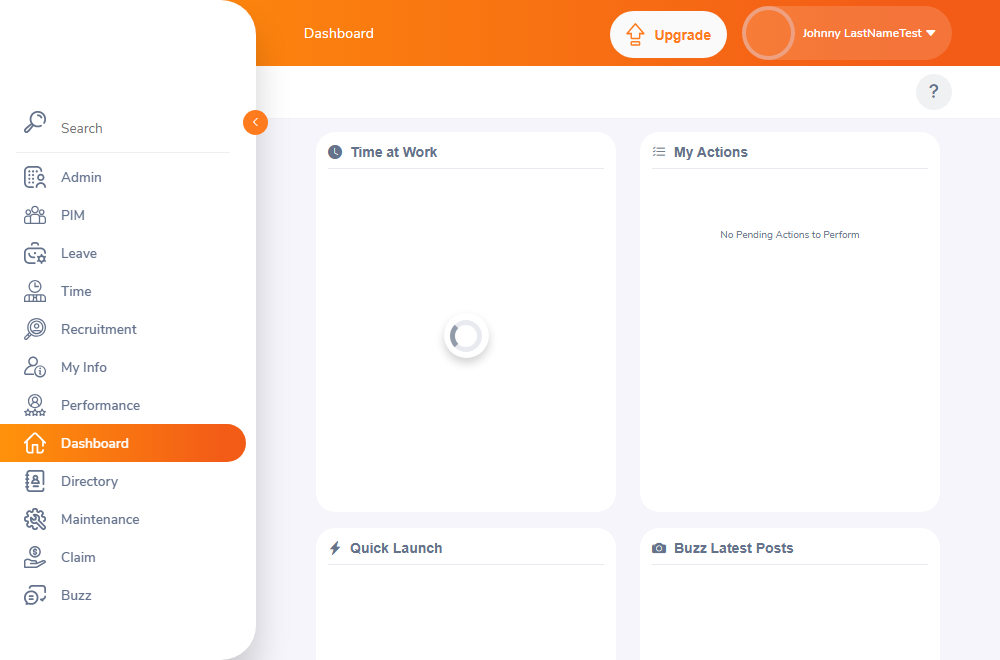 Dashboard
Upgrade
Johnny LastNameTest
?
Search
Admin
PIM
Leave
Time
Recruitment
My Info
Performance
Dashboard
Directory
Maintenance
Claim
Buzz
Time at Work
My Actions
No Pending Actions to Perform
Quick Launch
Buzz Latest Posts